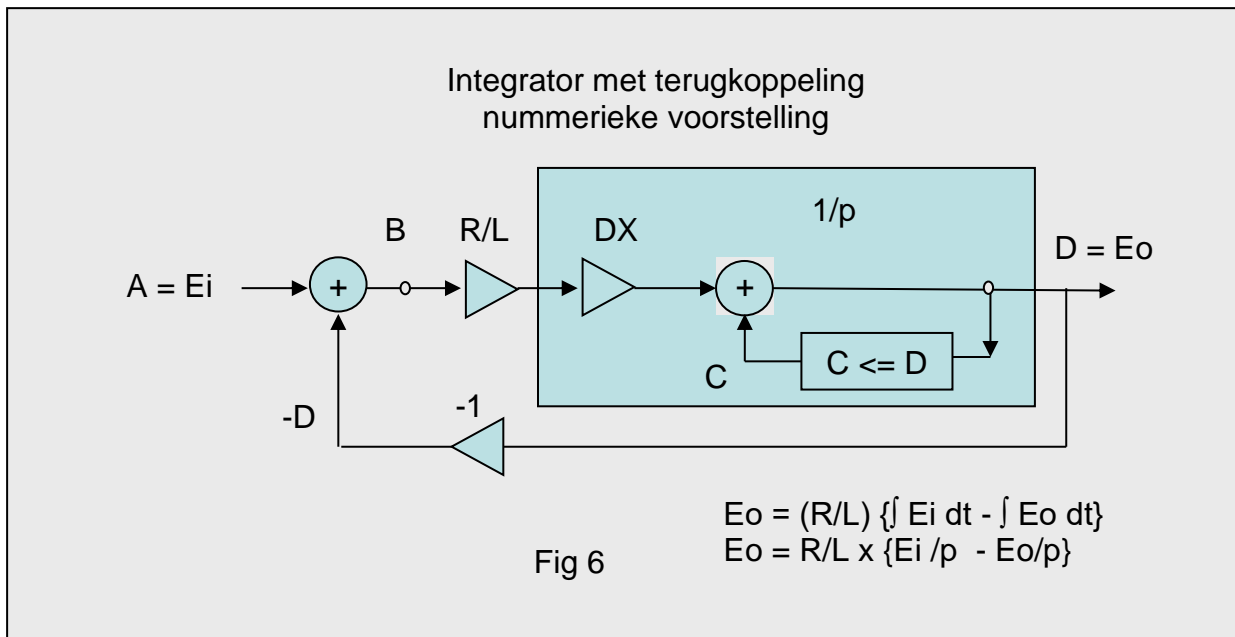 Integrator met terugkoppeling
nummerieke voorstelling
1/p
B
R/L
DX
D = Eo
A = Ei
+
+
C <= D
C
-D
-1
Eo = (R/L) {∫ Ei dt - ∫ Eo dt}
Eo = R/L x {Ei /p - Eo/p}
Fig 6